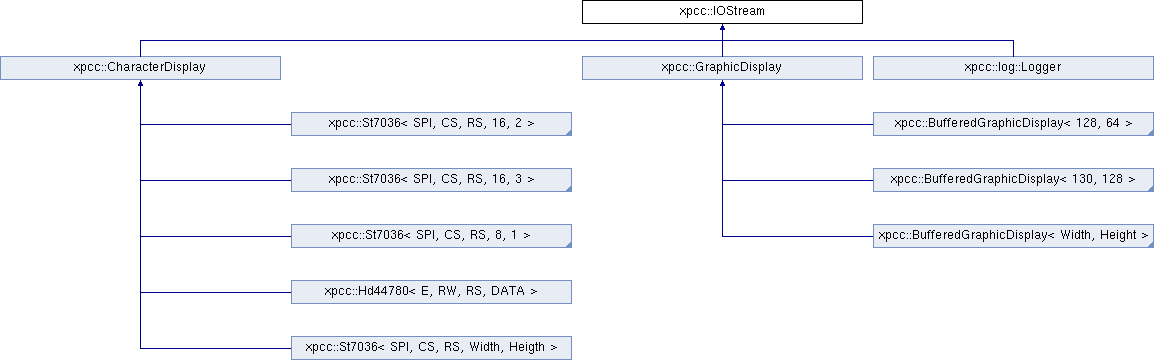 xpcc::IOStream
xpcc::CharacterDisplay
xpcc::GraphicDisplay
xpcc::log::Logger
xpcc::St7036< SPI, CS, RS, 16, 2 >
xpcc::BufferedGraphicDisplay< 128, 64 >
xpcc::St7036< SPI, CS, RS, 16, 3 >
xpcc::BufferedGraphicDisplay< 130, 128 >
xpcc::St7036< SPI, CS, RS, 8, 1 >
xpcc::BufferedGraphicDisplay< Width, Height >
xpcc::Hd44780< E, RW, RS, DATA >
xpcc::St7036< SPI, CS, RS, Width, Heigth >